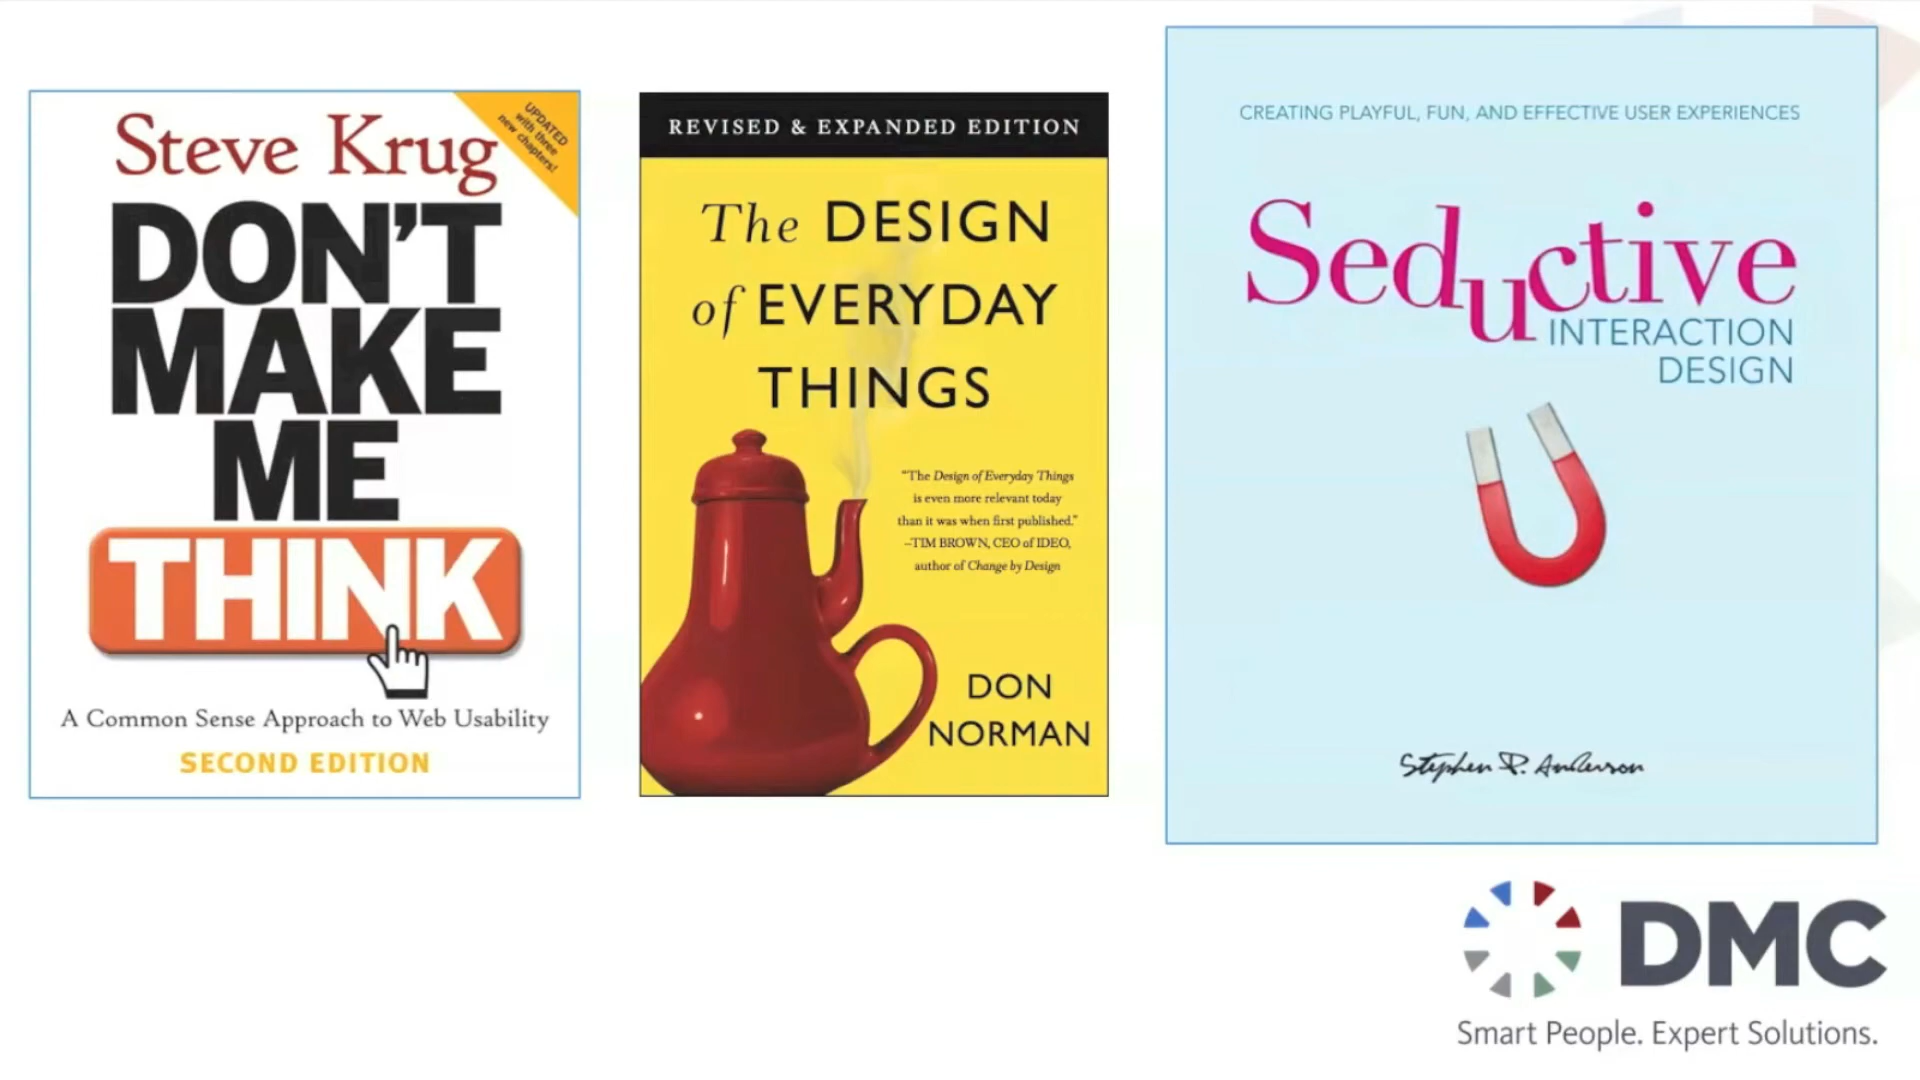 Steve Krug
UPDATED
with three
new chapters!
DON'T
MAKE
ME
THINK
A Common Sense Approach to Web Usability
SECOND EDITION
REVISED & EXPANDED EDITION
The DESIGN
of EVERYDAY
THINGS
“The Design of Everyday Things
is even more relevant today
than it was when first published.”
–TIM BROWN, CEO of IDEO,
author of Change by Design
DON
NORMAN
CREATING PLAYFUL, FUN, AND EFFECTIVE USER EXPERIENCES
Seductive
INTERACTION
DESIGN
Stephen P. Anderson
DMC
Smart People. Expert Solutions.